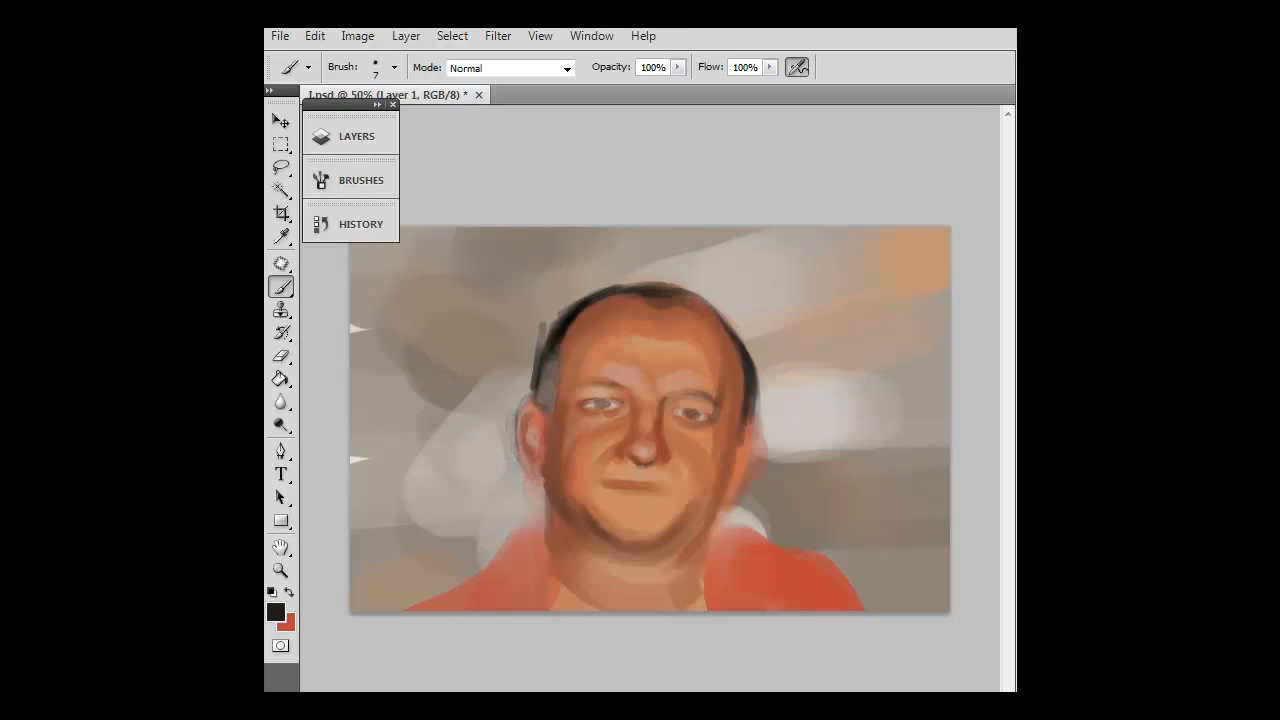 File Edit Image Layer Select Filter View Window Help
Brush: 7 Mode: Normal Opacity: 100% Flow: 100%
J.psd @ 50% (Layer 1, RGB/8) *
LAYERS
BRUSHES
HISTORY